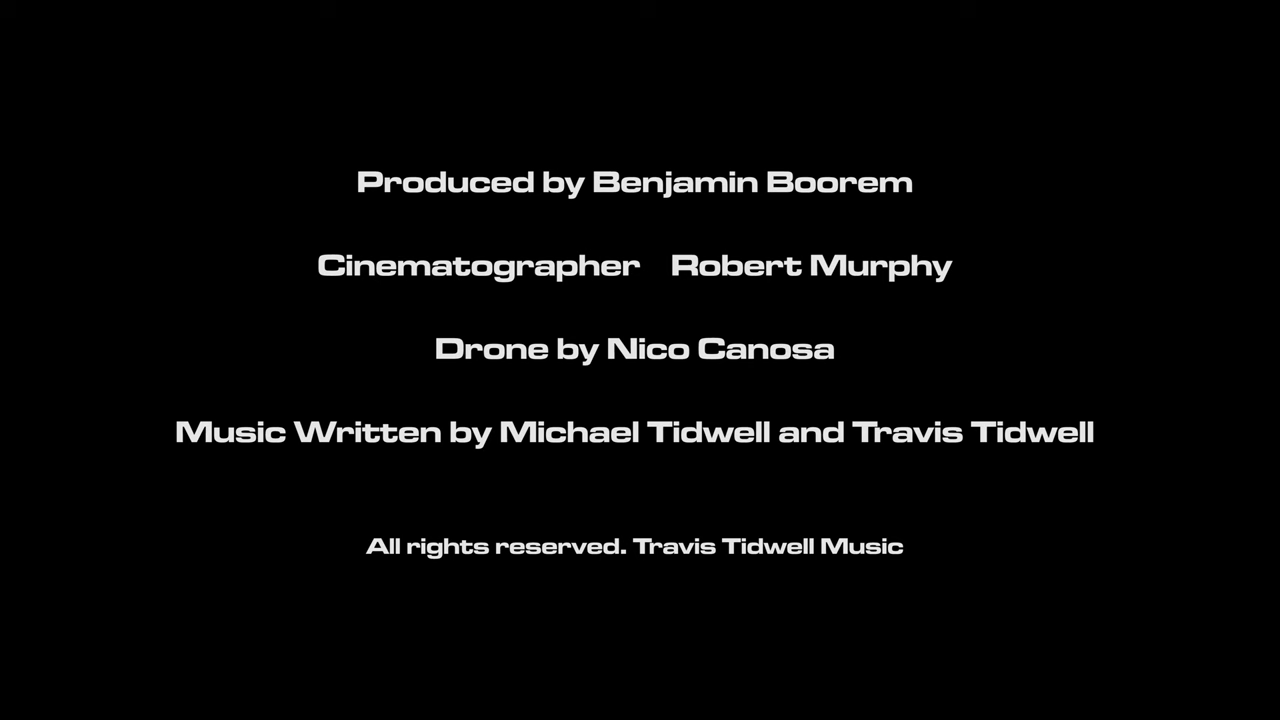 Produced by Benjamin Boorem
Cinematographer Robert Murphy
Drone by Nico Canosa
Music Written by Michael Tidwell and Travis Tidwell
All rights reserved. Travis Tidwell Music